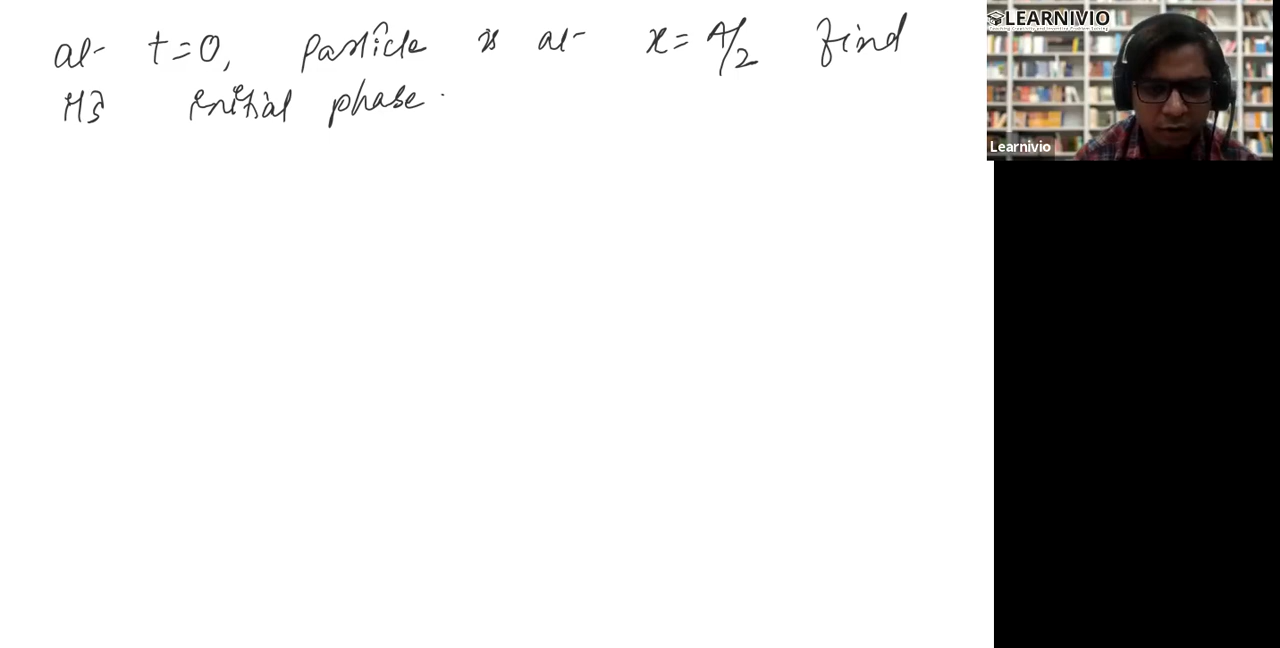 at t=0, particle is at x= A/2 find
its initial phase.
LEARNIVIO
Learnivio